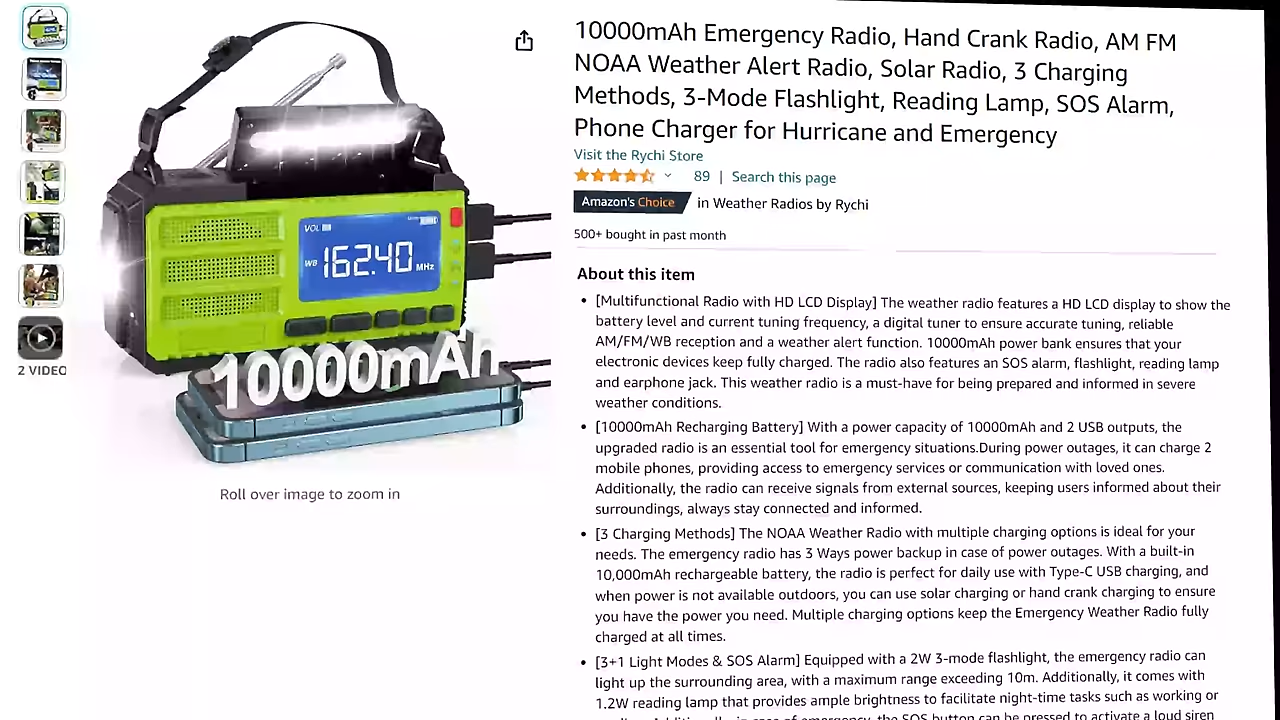 10000mAh Emergency Radio, Hand Crank Radio, AM FM
NOAA Weather Alert Radio, Solar Radio, 3 Charging
Methods, 3-Mode Flashlight, Reading Lamp, SOS Alarm,
Phone Charger for Hurricane and Emergency
Visit the Rychi Store
89 | Search this page
Amazon's Choice in Weather Radios by Rychi
500+ bought in past month
VOL
WB 162.40 MHz
10000mAh
2 VIDEO
Roll over image to zoom in
About this item
• [Multifunctional Radio with HD LCD Display] The weather radio features a HD LCD display to show the
battery level and current tuning frequency, a digital tuner to ensure accurate tuning, reliable
AM/FM/WB reception and a weather alert function. 10000mAh power bank ensures that your
electronic devices keep fully charged. The radio also features an SOS alarm, flashlight, reading lamp
and earphone jack. This weather radio is a must-have for being prepared and informed in severe
weather conditions.
• [10000mAh Recharging Battery] With a power capacity of 10000mAh and 2 USB outputs, the
upgraded radio is an essential tool for emergency situations.During power outages, it can charge 2
mobile phones, providing access to emergency services or communication with loved ones.
Additionally, the radio can receive signals from external sources, keeping users informed about their
surroundings, always stay connected and informed.
• [3 Charging Methods] The NOAA Weather Radio with multiple charging options is ideal for your
needs. The emergency radio has 3 Ways power backup in case of power outages. With a built-in
10,000mAh rechargeable battery, the radio is perfect for daily use with Type-C USB charging, and
when power is not available outdoors, you can use solar charging or hand crank charging to ensure
you have the power you need. Multiple charging options keep the Emergency Weather Radio fully
charged at all times.
• [3+1 Light Modes & SOS Alarm] Equipped with a 2W 3-mode flashlight, the emergency radio can
light up the surrounding area, with a maximum range exceeding 10m. Additionally, it comes with
1.2W reading lamp that provides ample brightness to facilitate night-time tasks such as working or
Additionally, in case of emergency, the SOS button can be pressed to activate a loud siren